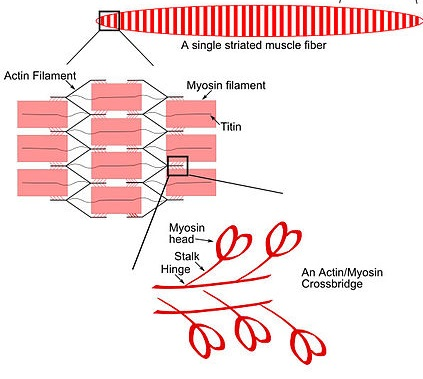 A single striated muscle fiber
Actin Filament
Myosin filament
Titin
Myosin
head
Stalk
Hinge
An Actin/Myosin
Crossbridge